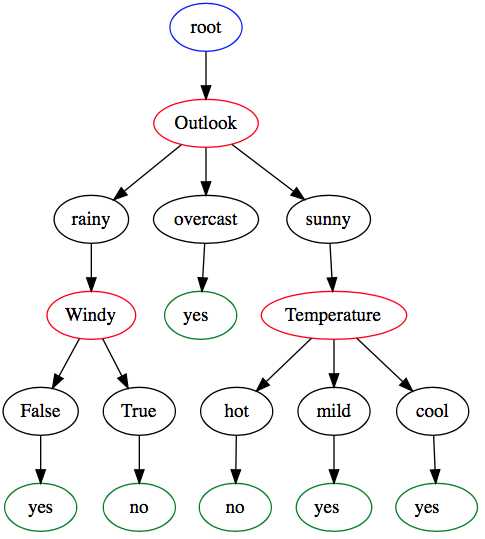 root
Outlook
rainy
overcast
sunny
Windy
yes
Temperature
False
True
hot
mild
cool
yes
no
no
yes
yes